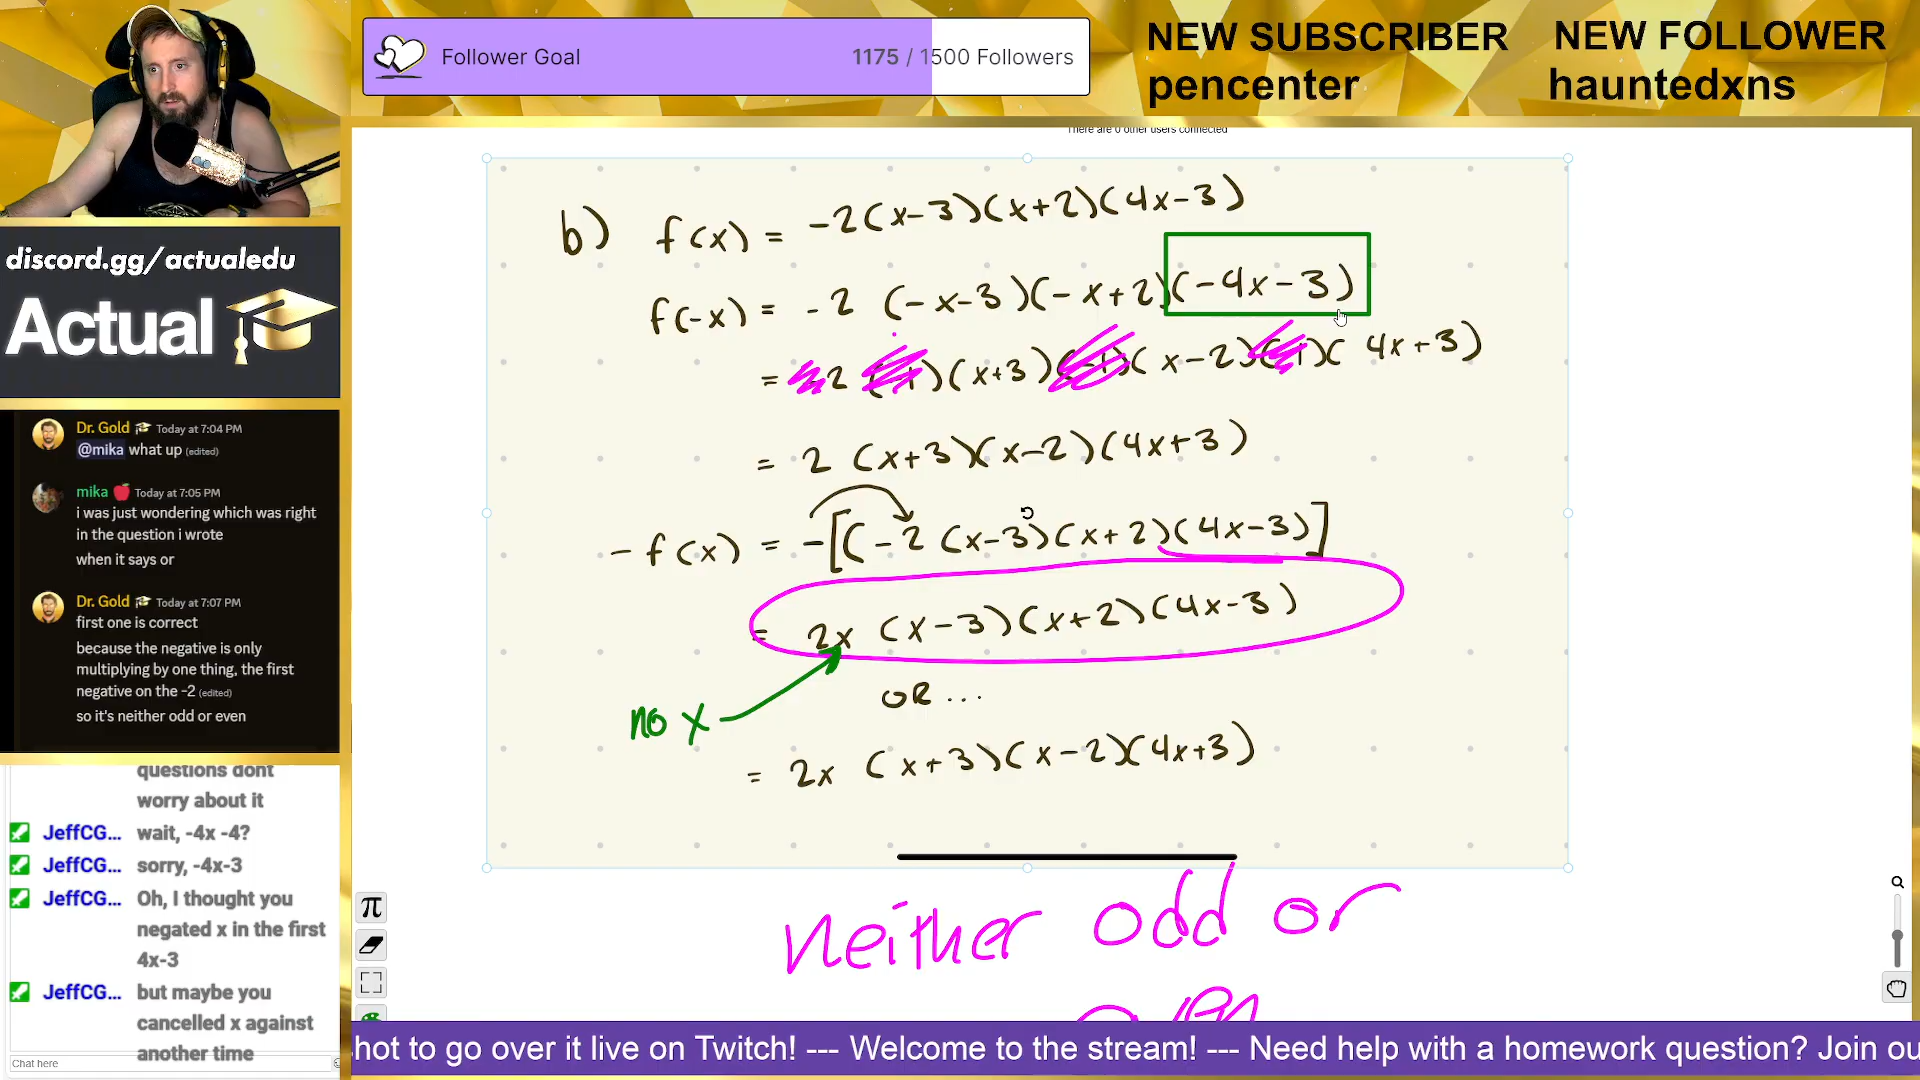 Follower Goal
1175 / 1500 Followers
NEW SUBSCRIBER
pencenter
NEW FOLLOWER
hauntedxns
There are 0 other users connected
discord.gg/actualedu
Actual
Dr. Gold Today at 7:04 PM
@mika what up (edited)
mika Today at 7:05 PM
i was just wondering which was right
in the question i wrote
when it says or
Dr. Gold Today at 7:07 PM
first one is correct
because the negative is only
multiplying by one thing, the first
negative on the -2 (edited)
so it's neither odd or even
questions dont
worry about it
JeffCG... wait, -4x -4?
JeffCG... sorry, -4x-3
JeffCG... Oh, I thought you
negated x in the first
4x-3
JeffCG... but maybe you
cancelled x against
another time
Chat here
b) f(x) = -2(x-3)(x+2)(4x-3)
f(-x) = -2 (-x-3)(-x+2)(-4x-3)
= 2 (x+3) (x-2) (4x+3)
= 2 (x+3)(x-2)(4x+3)
-f(x) = -[(-2 (x-3)(x+2)(4x-3)]
= 2x (x-3)(x+2)(4x-3)
no x
OR ...
= 2x (x+3)(x-2)(4x+3)
neither odd or
π
hot to go over it live on Twitch! --- Welcome to the stream! --- Need help with a homework question? Join ou